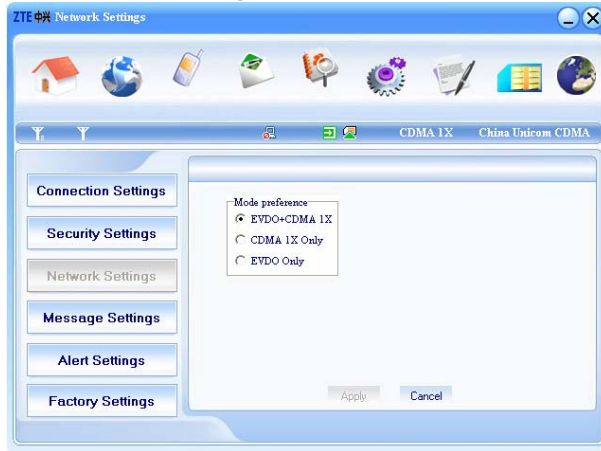 ZTE中兴 Network Settings
CDMA 1X China Unicom CDMA
Connection Settings
Security Settings
Network Settings
Message Settings
Alert Settings
Factory Settings
Mode preference
EVDO+CDMA 1X
CDMA 1X Only
EVDO Only
Apply Cancel